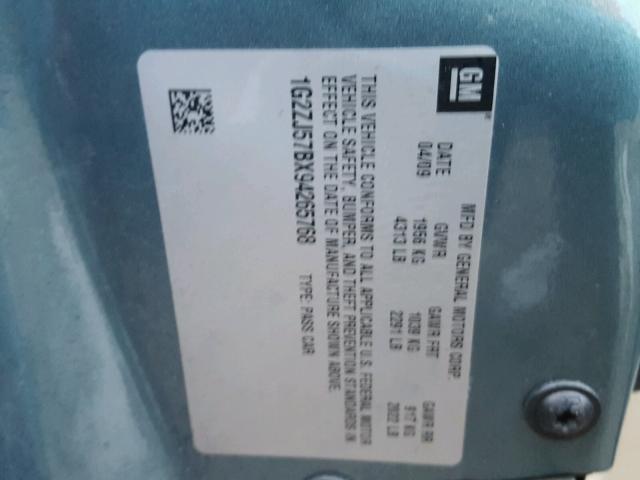 GM
MFD BY GENERAL MOTORS CORP.
DATE GVWR GAWR FRT GAWR RR
04/09 1956 KG 1039 KG 917 KG
4313 LB 2291 LB 2022 LB
THIS VEHICLE CONFORMS TO ALL APPLICABLE U.S. FEDERAL MOTOR
VEHICLE SAFETY, BUMPER, AND THEFT PREVENTION STANDARDS IN
EFFECT ON THE DATE OF MANUFACTURE SHOWN ABOVE.
1G2ZJ57BX94265768 TYPE: PASS CAR